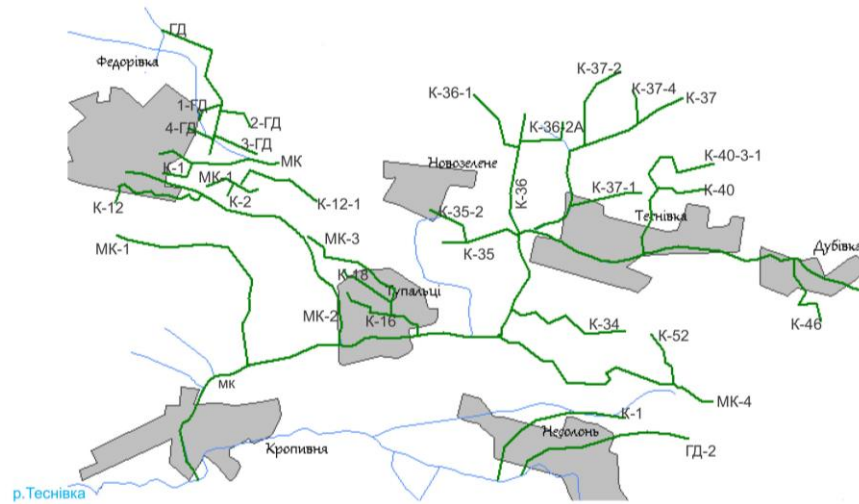 ГД
Федорівка
1-ГД
2-ГД
4-ГД
3-ГД
МК
К-1
МК-1
К-2
К-12
К-12-1
МК-1
МК-3
К-18
Гупальці
МК-2
К-16
мк
Кропивня
р.Теснівка
К-36-1
К-37-2
К-37-4
К-37
К-36-2А
Новозелене
К-36
К-40-3-1
К-40
К-37-1
Теснівка
К-35-2
К-35
Дубівка
К-46
К-34
К-52
МК-4
К-1
Недолонь
ГД-2